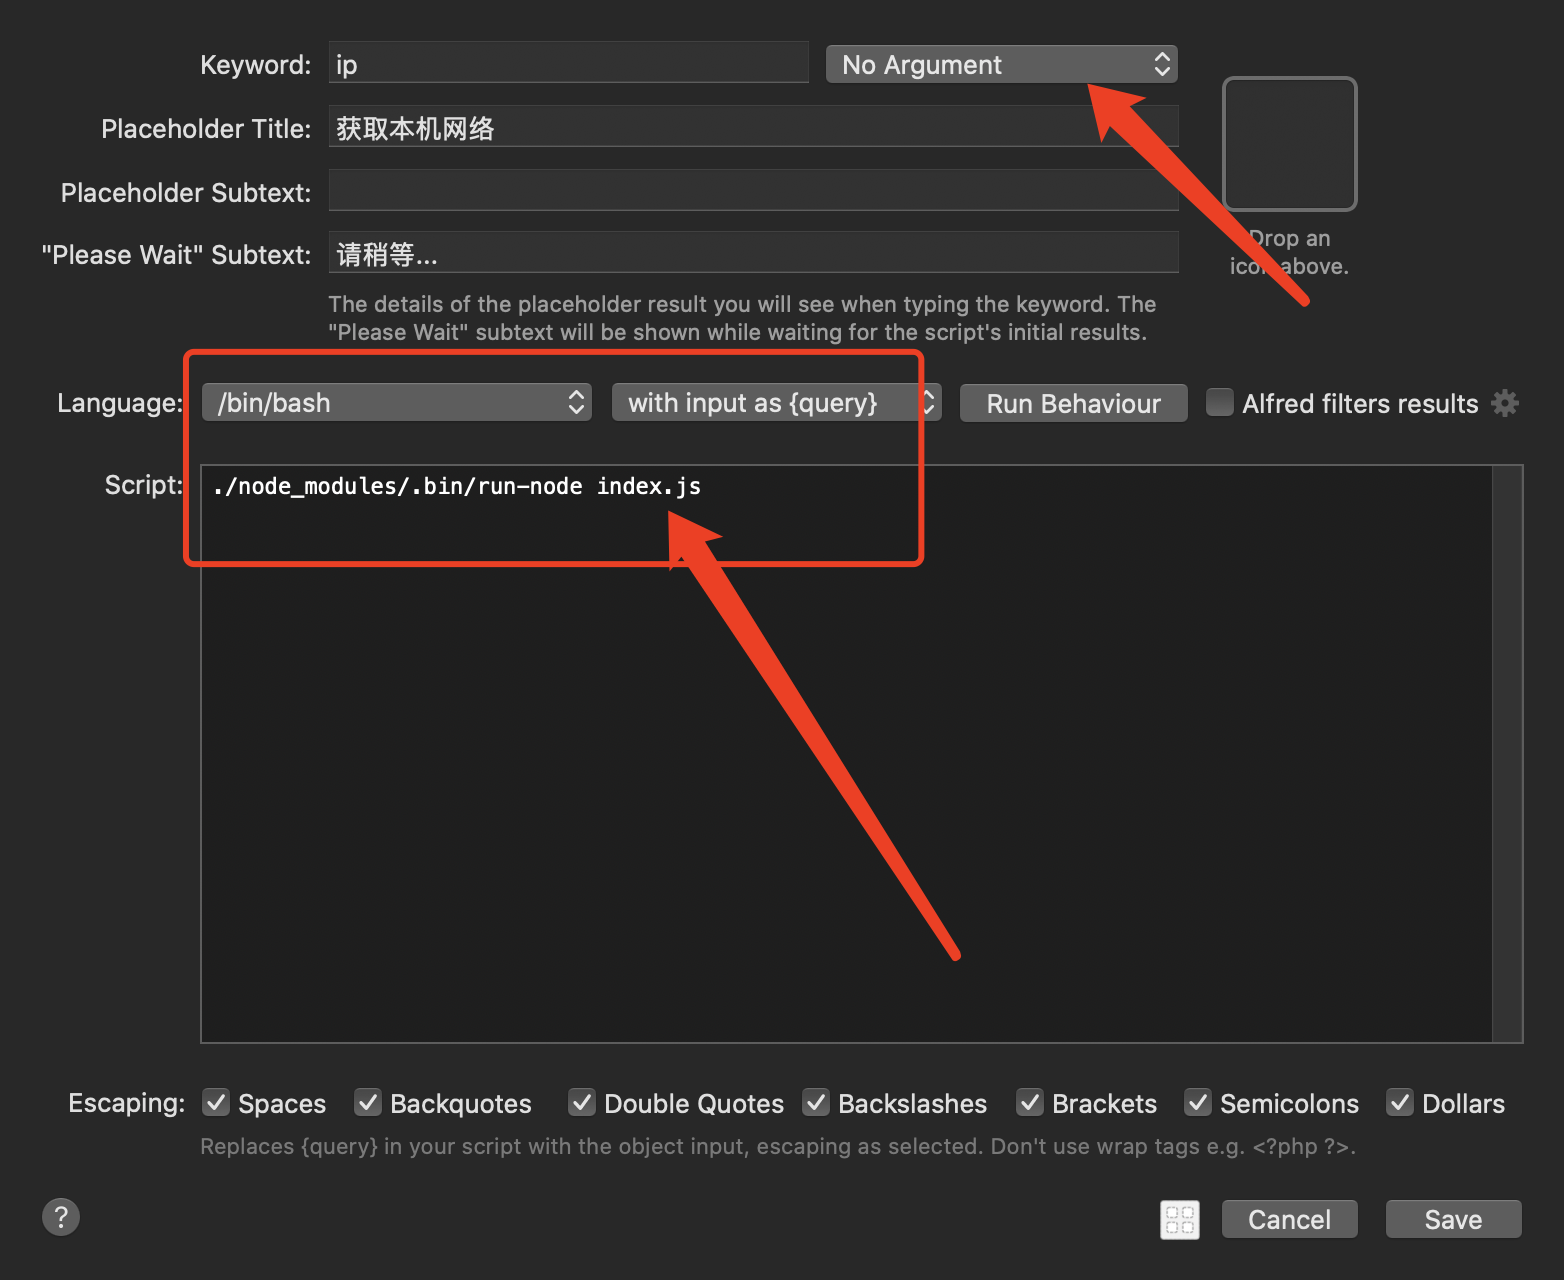 Keyword: ip No Argument
Placeholder Title: 获取本机网络
Placeholder Subtext:
"Please Wait" Subtext: 请稍等...
Drop an
icon above.
The details of the placeholder result you will see when typing the keyword. The
"Please Wait" subtext will be shown while waiting for the script's initial results.
Language: /bin/bash with input as {query} Run Behaviour Alfred filters results
Script: ./node_modules/.bin/run-node index.js
Escaping: Spaces Backquotes Double Quotes Backslashes Brackets Semicolons Dollars
Replaces {query} in your script with the object input, escaping as selected. Don't use wrap tags e.g. <?php ?>.
? Cancel Save